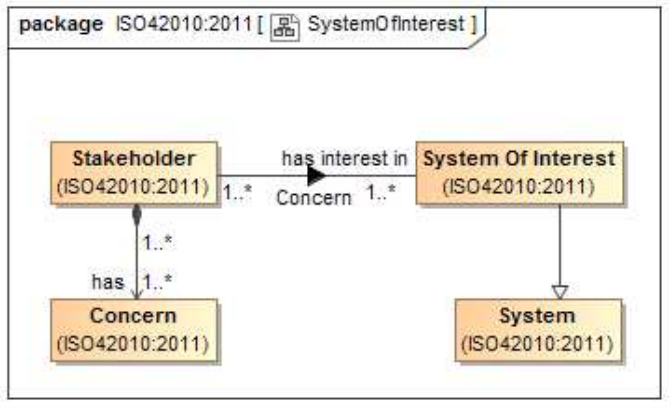 package ISO42010:2011 [ SystemOfInterest ]
Stakeholder
(ISO42010:2011)
has interest in
1..*
Concern
1..*
System Of Interest
(ISO42010:2011)
1..*
has
1..*
Concern
(ISO42010:2011)
System
(ISO42010:2011)